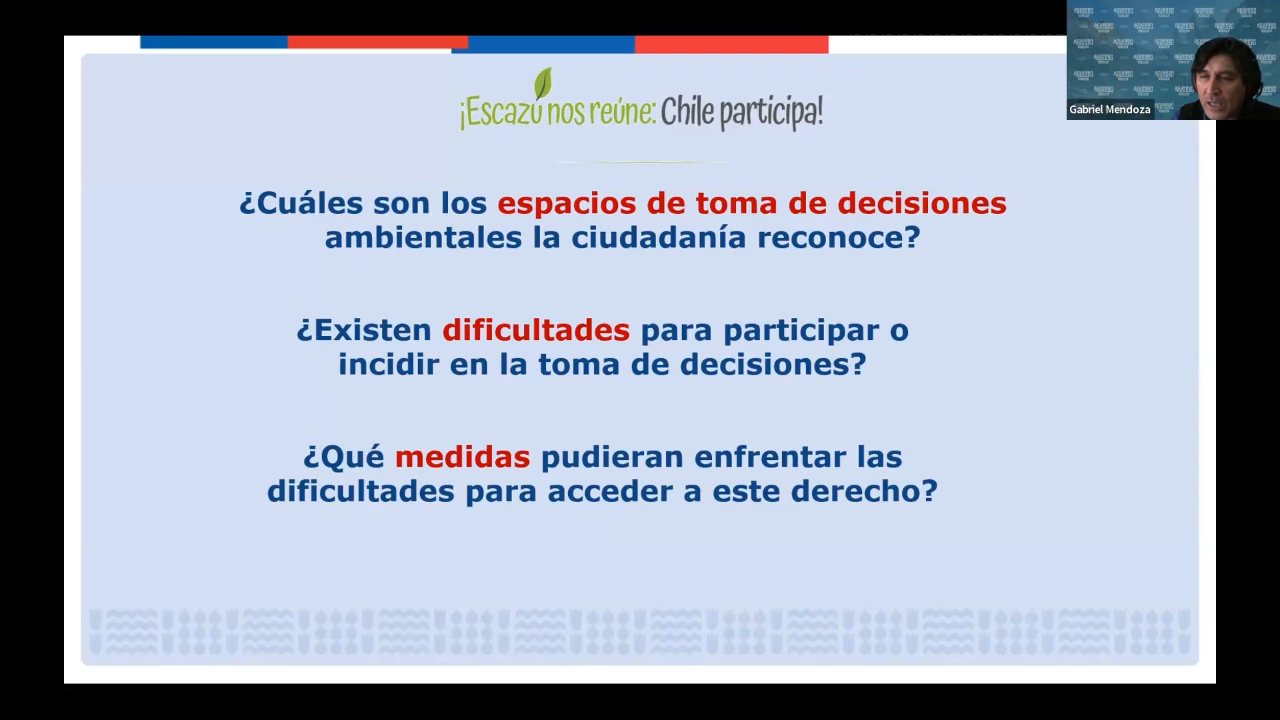 ¡Escazú nos reúne: Chile participa!
Gabriel Mendoza
¿Cuáles son los espacios de toma de decisiones
ambientales la ciudadanía reconoce?
¿Existen dificultades para participar o
incidir en la toma de decisiones?
¿Qué medidas pudieran enfrentar las
dificultades para acceder a este derecho?